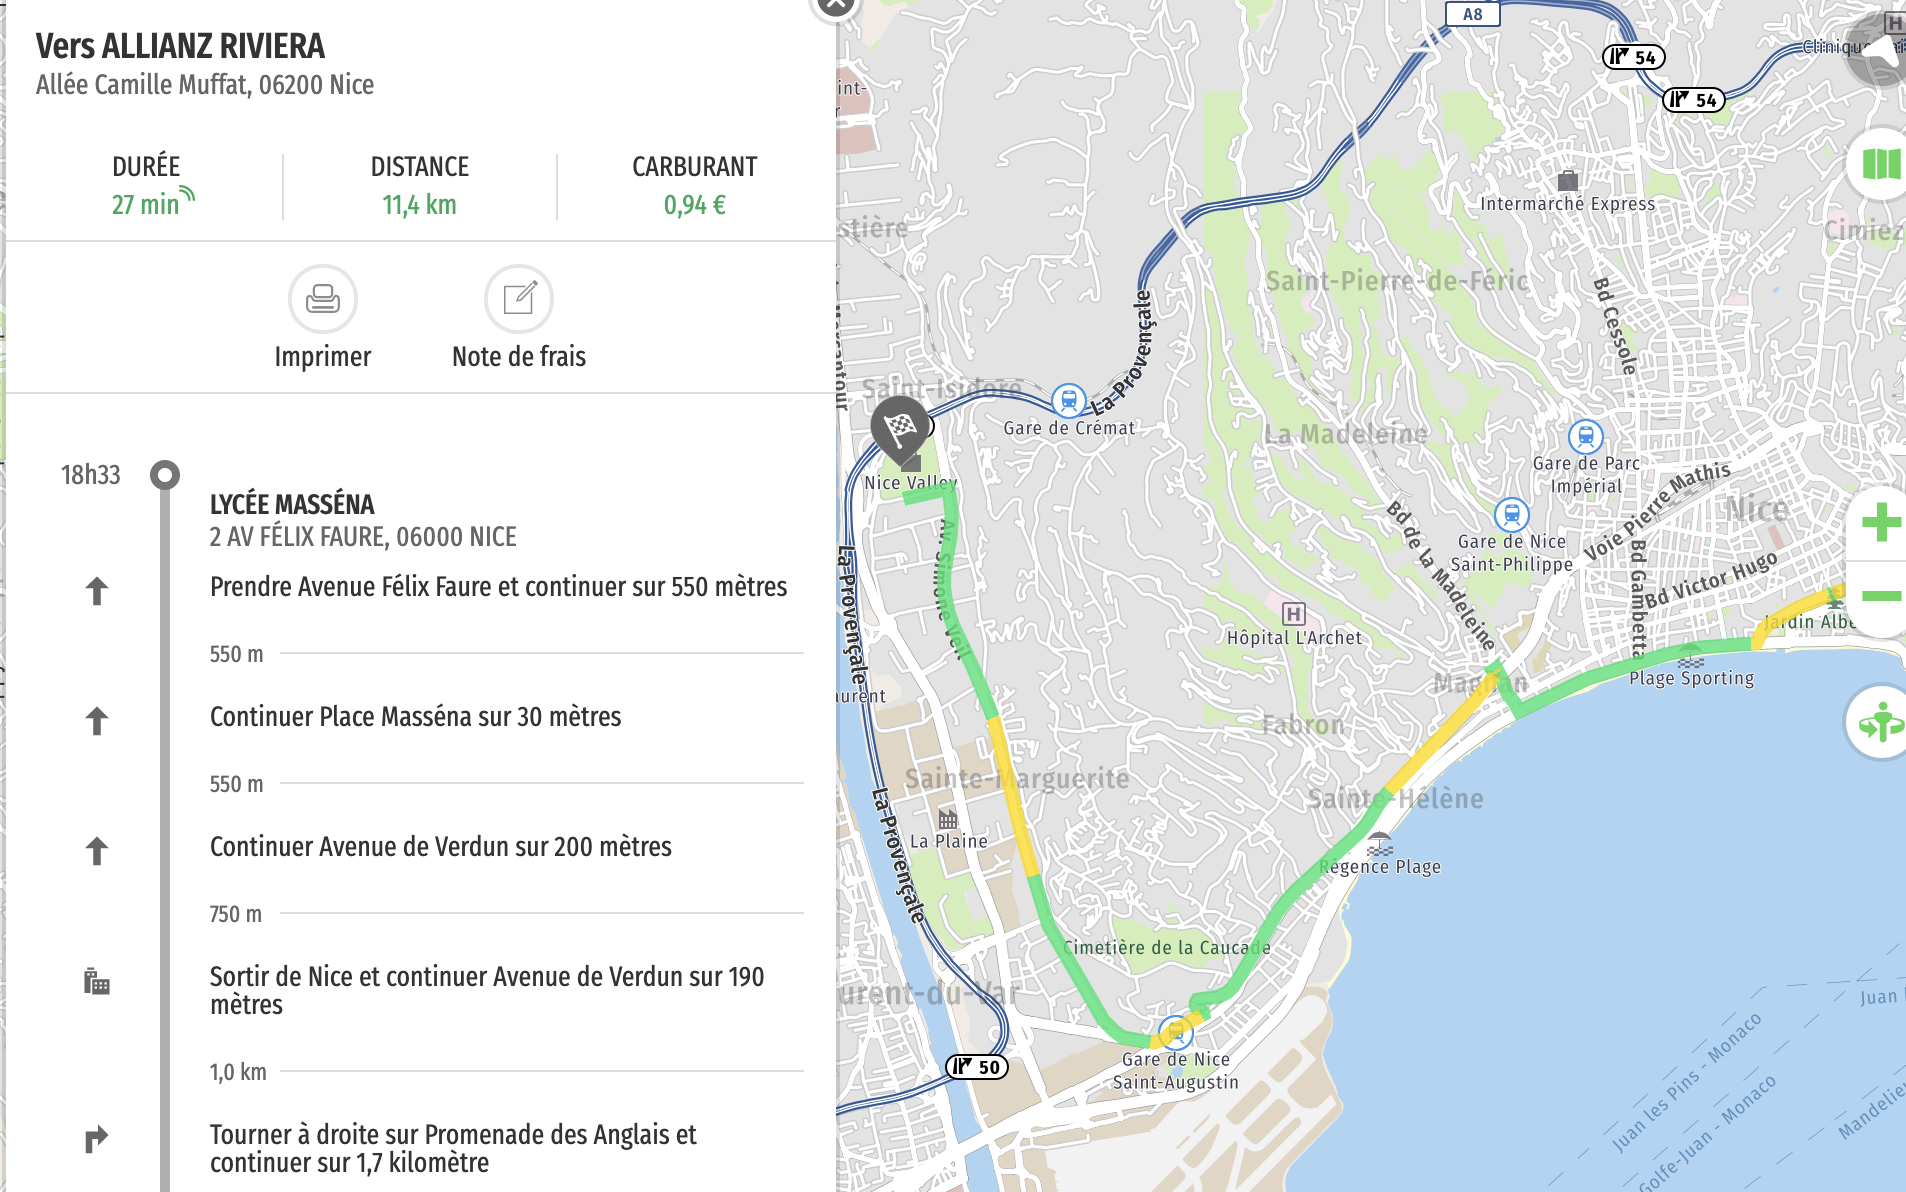 Vers ALLIANZ RIVIERA
Allée Camille Muffat, 06200 Nice
DURÉE
27 min
DISTANCE
11,4 km
CARBURANT
0,94 €
Imprimer
Note de frais
18h33
LYCÉE MASSÉNA
2 AV FÉLIX FAURE, 06000 NICE
Prendre Avenue Félix Faure et continuer sur 550 mètres
550 m
Continuer Place Masséna sur 30 mètres
550 m
Continuer Avenue de Verdun sur 200 mètres
750 m
Sortir de Nice et continuer Avenue de Verdun sur 190
mètres
1,0 km
Tourner à droite sur Promenade des Anglais et
continuer sur 1,7 kilomètre
A8
H
54
Clinique
54
int-
Intermarché Express
stière
Cimiez
Saint-Pierre-de-Féric
Bd Cessole
La Provençale
Saint-Isidore
Gare de Crémat
La Madeleine
Gare de Parc
Impérial
Nice Valley
Voie Pierre Mathis
Nice
Bd de la Madeleine
Gare de Nice
Saint-Philippe
Bd Gambetta
Bd Victor Hugo
Av. Simone Veil
La Provençale
H
Hôpital L'Archet
Jardin Albe
Magnan
Plage Sporting
aurent
Fabron
Sainte-Marguerite
Sainte-Hélène
La Plaine
La Provençale
Régence Plage
Cimetière de la Caucade
urent-du-Var
Juan
Gare de Nice
Saint-Augustin
50
Juan les Pins - Monaco
Golfe-Juan - Monaco
Mandelieu